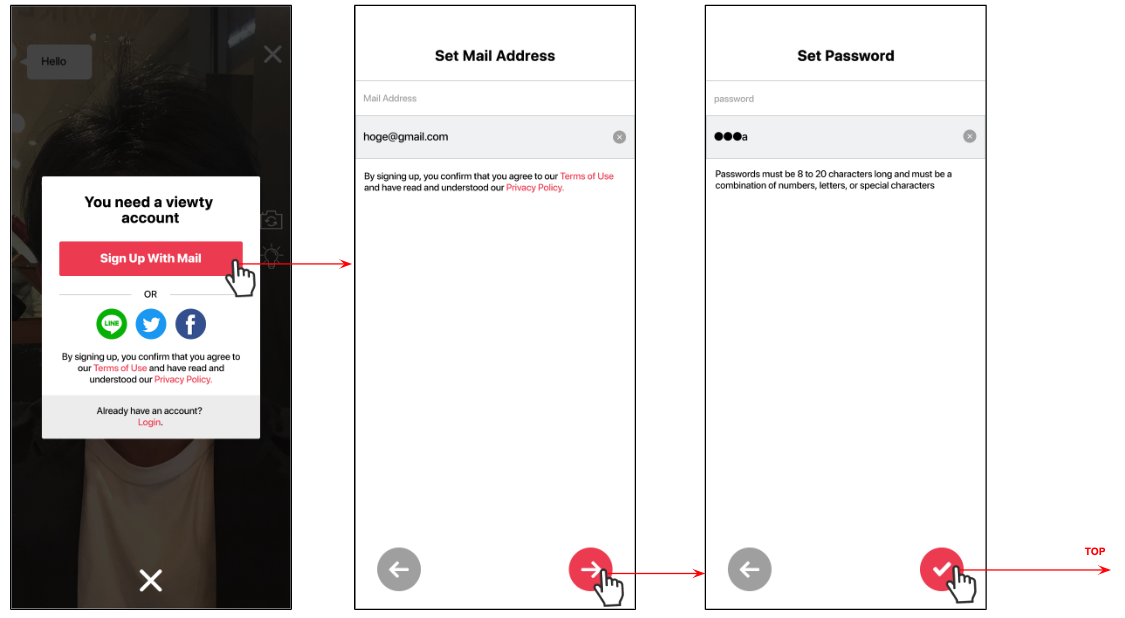 Hello
You need a viewty
account
Sign Up With Mail
OR
LINE
By signing up, you confirm that you agree to
our Terms of Use and have read and
understood our Privacy Policy.
Already have an account?
Login.
Set Mail Address
Mail Address
hoge@gmail.com
By signing up, you confirm that you agree to our Terms of Use
and have read and understood our Privacy Policy.
Set Password
password
●●●a
Passwords must be 8 to 20 characters long and must be a
combination of numbers, letters, or special characters
TOP